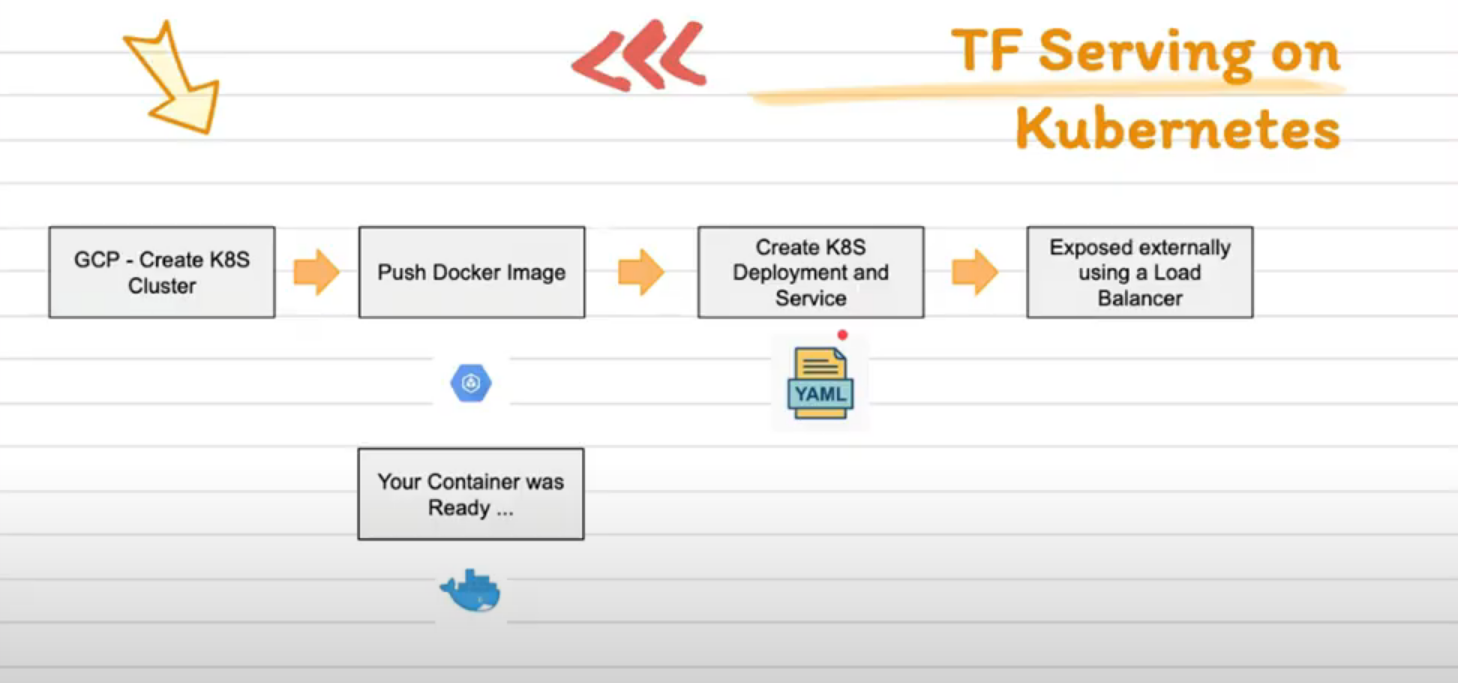 TF Serving on
Kubernetes
GCP - Create K8S
Cluster
Push Docker Image
Create K8S
Deployment and
Service
Exposed externally
using a Load
Balancer
YAML
Your Container was
Ready ...